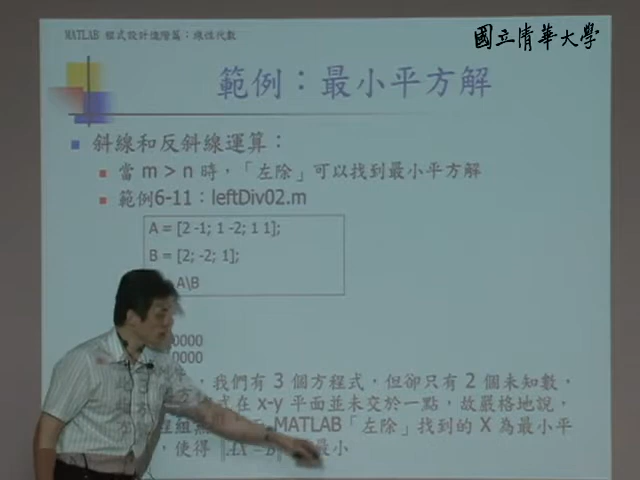 MATLAB 程式設計進階篇：線性代數
國立清華大學
範例：最小平方解
斜線和反斜線運算：
當 m > n 時，「左除」可以找到最小平方解
範例6-11：leftDiv02.m
A = [2 -1; 1 -2; 1 1];
B = [2; -2; 1];
A\B
0000
0000
，我們有 3 個方程式，但卻只有 2 個未知數，
式在 x-y 平面並未交於一點，故嚴格地說，
MATLAB「左除」找到的 X 為最小平
，使得 最小